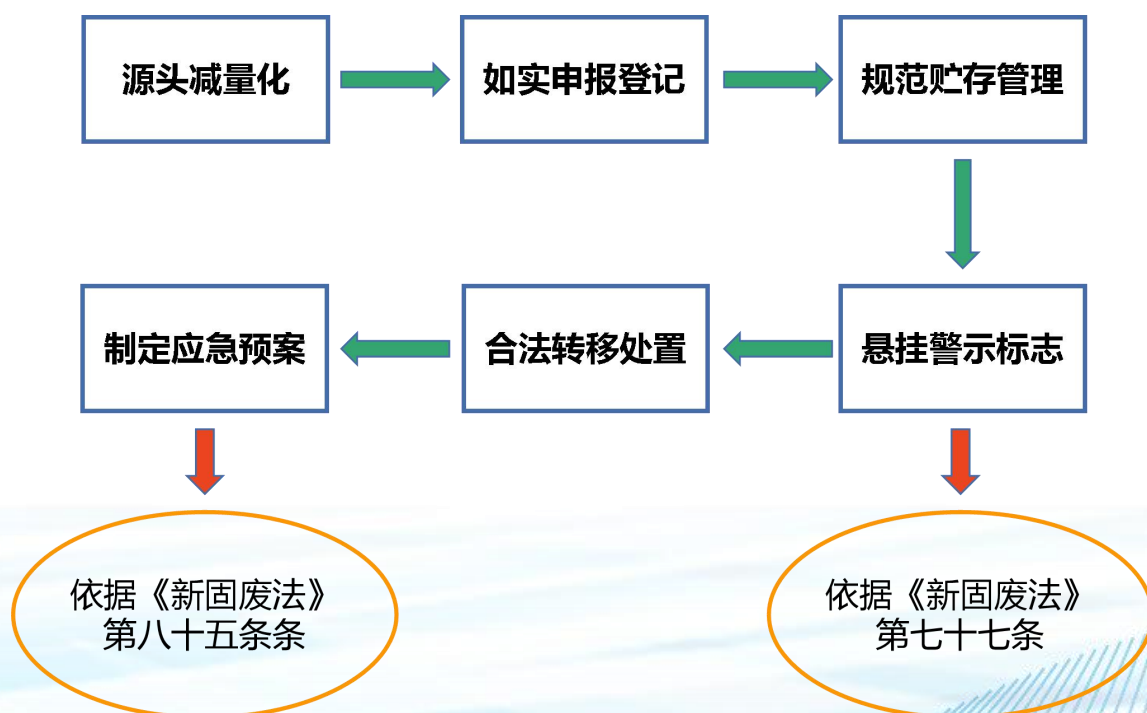 源头减量化
如实申报登记
规范贮存管理
悬挂警示标志
合法转移处置
制定应急预案
依据《新固废法》
第八十五条条
依据《新固废法》
第七十七条